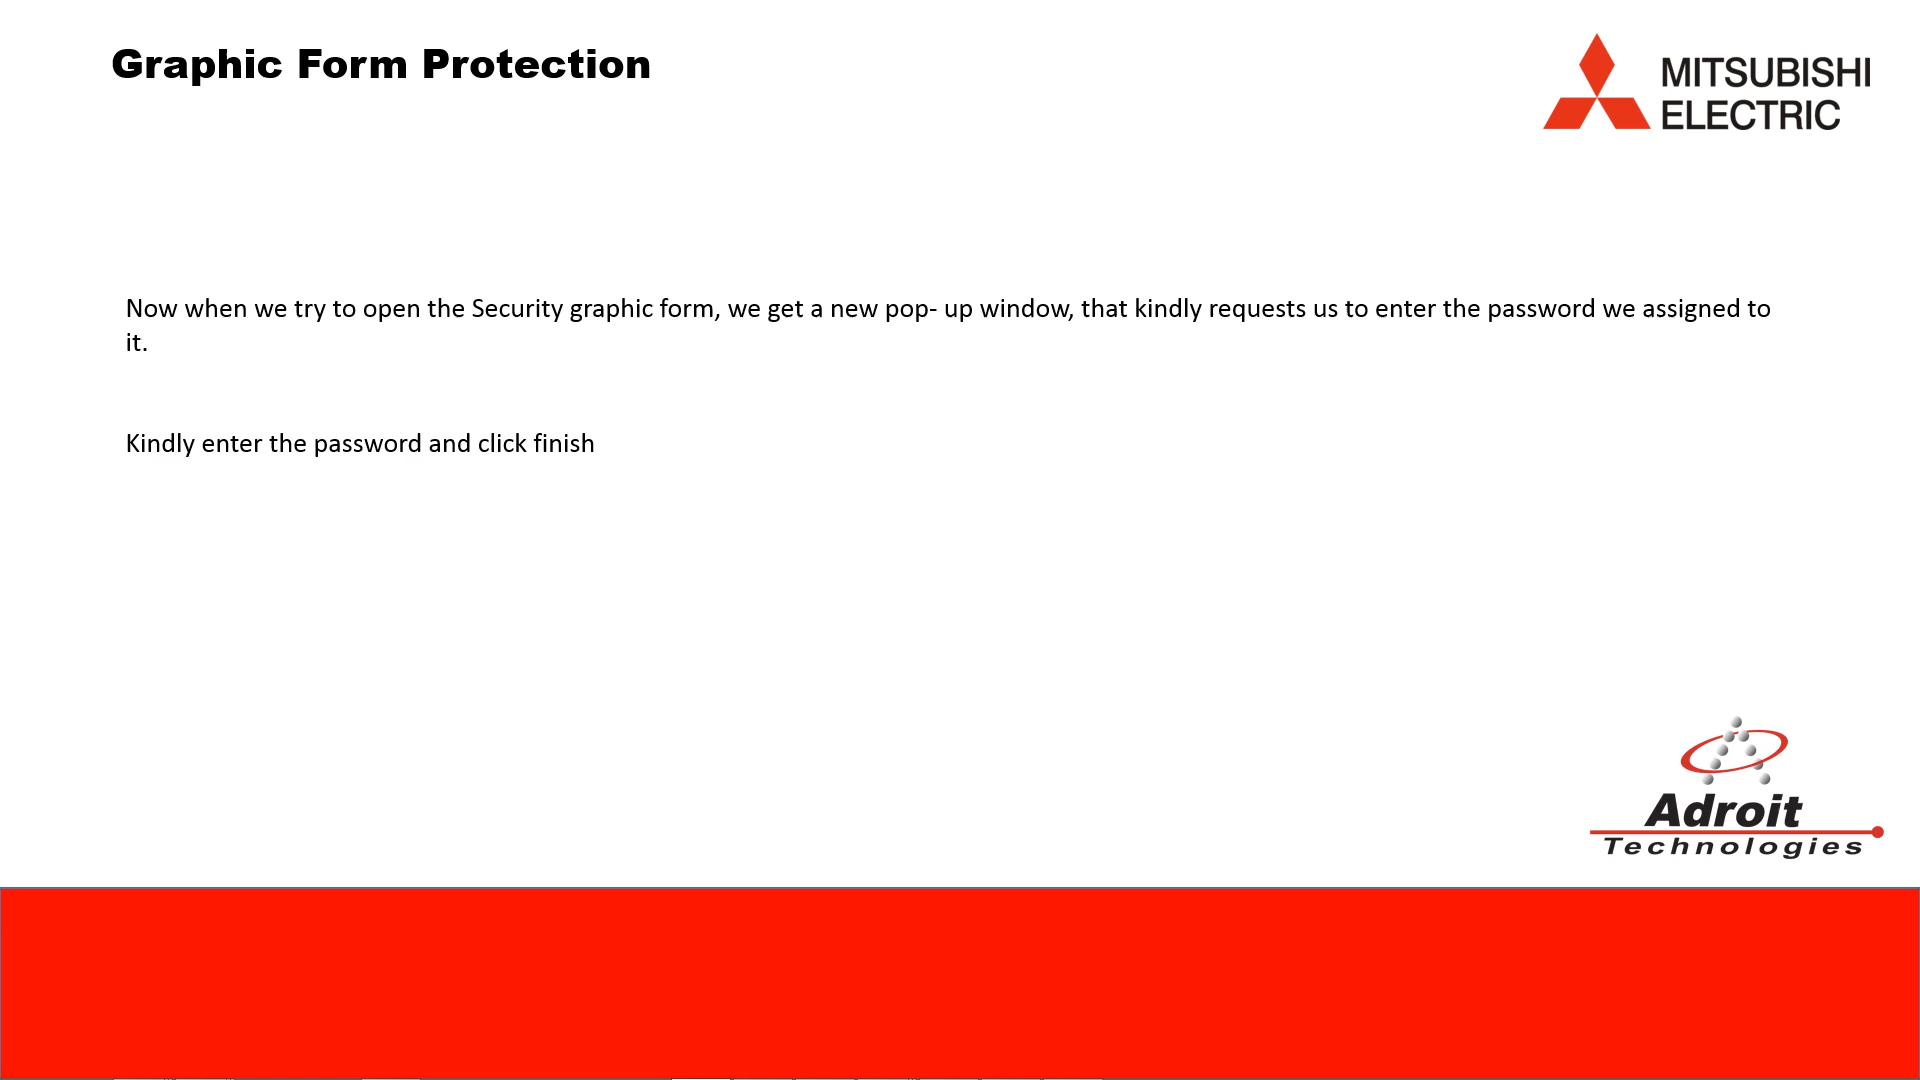 Graphic Form Protection
MITSUBISHI
ELECTRIC
Now when we try to open the Security graphic form, we get a new pop- up window, that kindly requests us to enter the password we assigned to
it.
Kindly enter the password and click finish
Adroit
Technologies